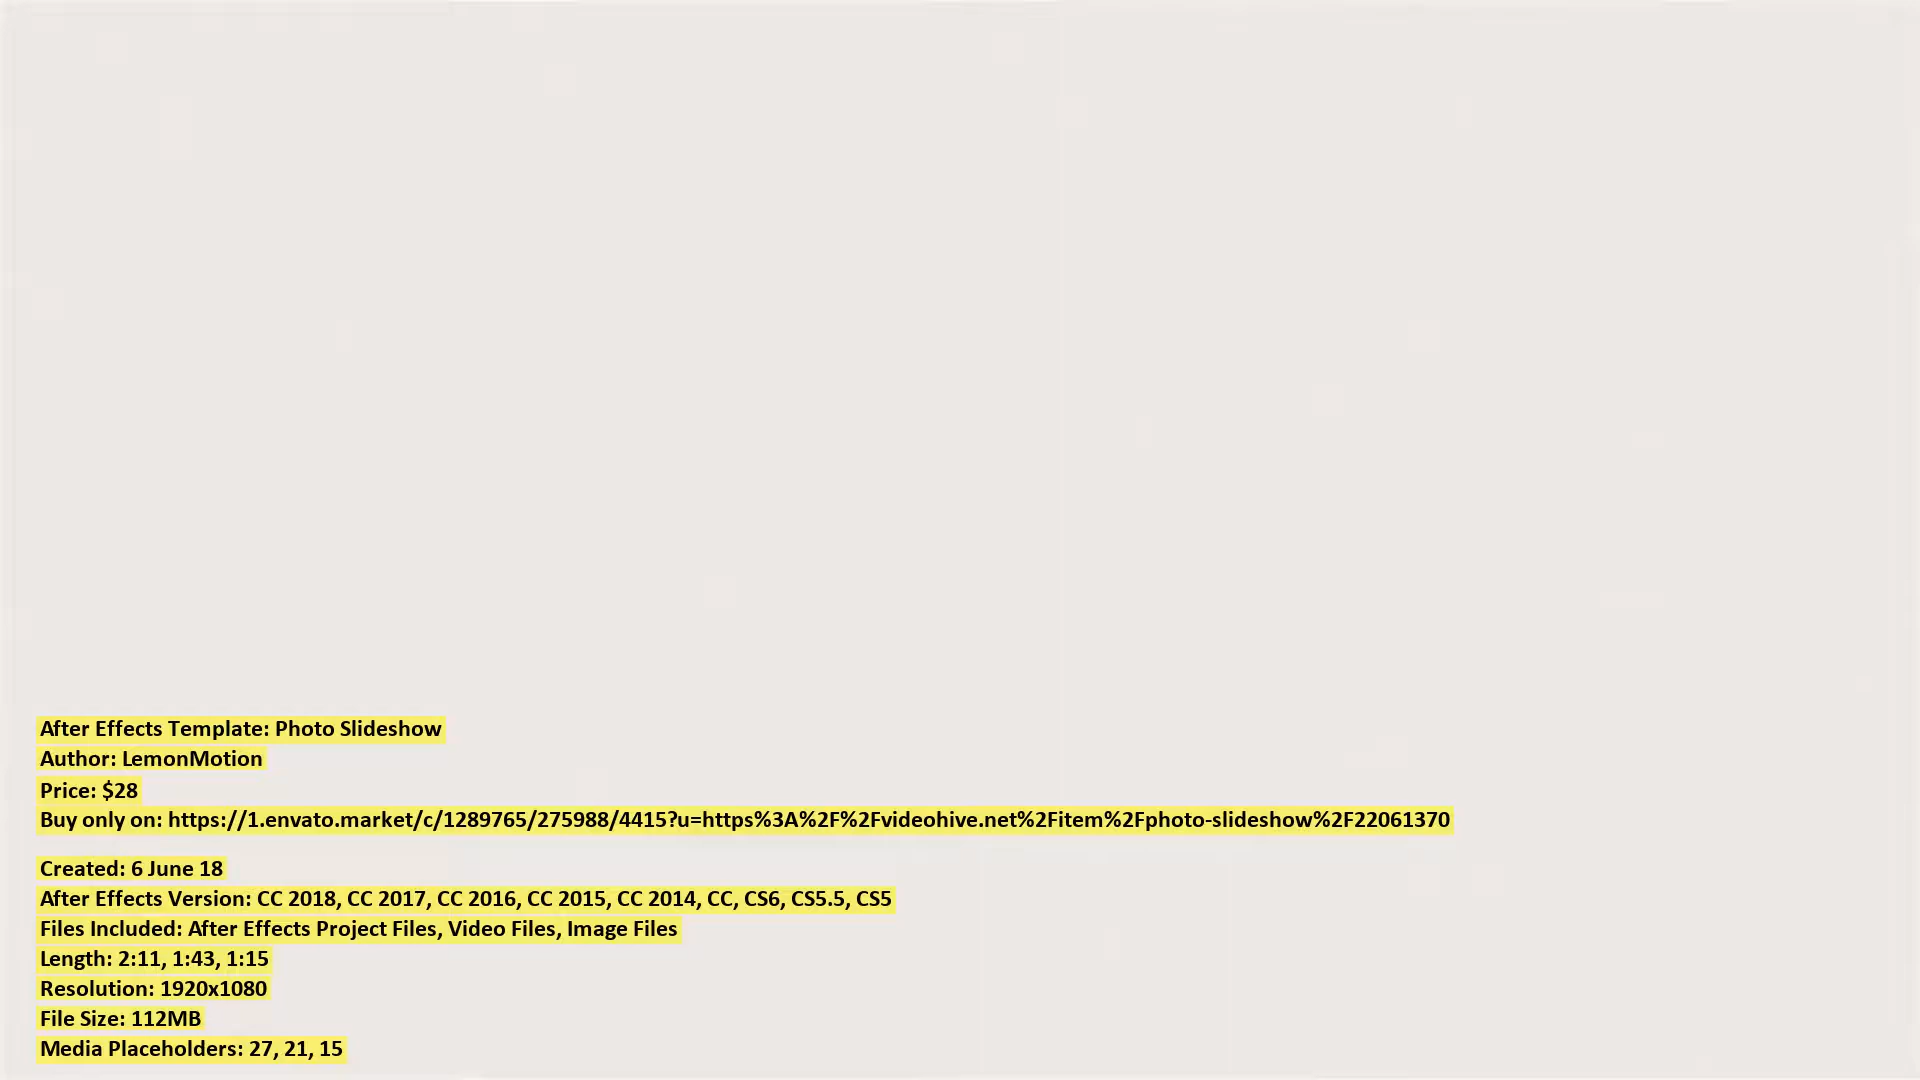 After Effects Template: Photo Slideshow
Author: LemonMotion
Price: $28
Buy only on: https://1.envato.market/c/1289765/275988/4415?u=https%3A%2F%2Fvideohive.net%2Fitem%2Fphoto-slideshow%2F22061370
Created: 6 June 18
After Effects Version: CC 2018, CC 2017, CC 2016, CC 2015, CC 2014, CC, CS6, CS5.5, CS5
Files Included: After Effects Project Files, Video Files, Image Files
Length: 2:11, 1:43, 1:15
Resolution: 1920x1080
File Size: 112MB
Media Placeholders: 27, 21, 15